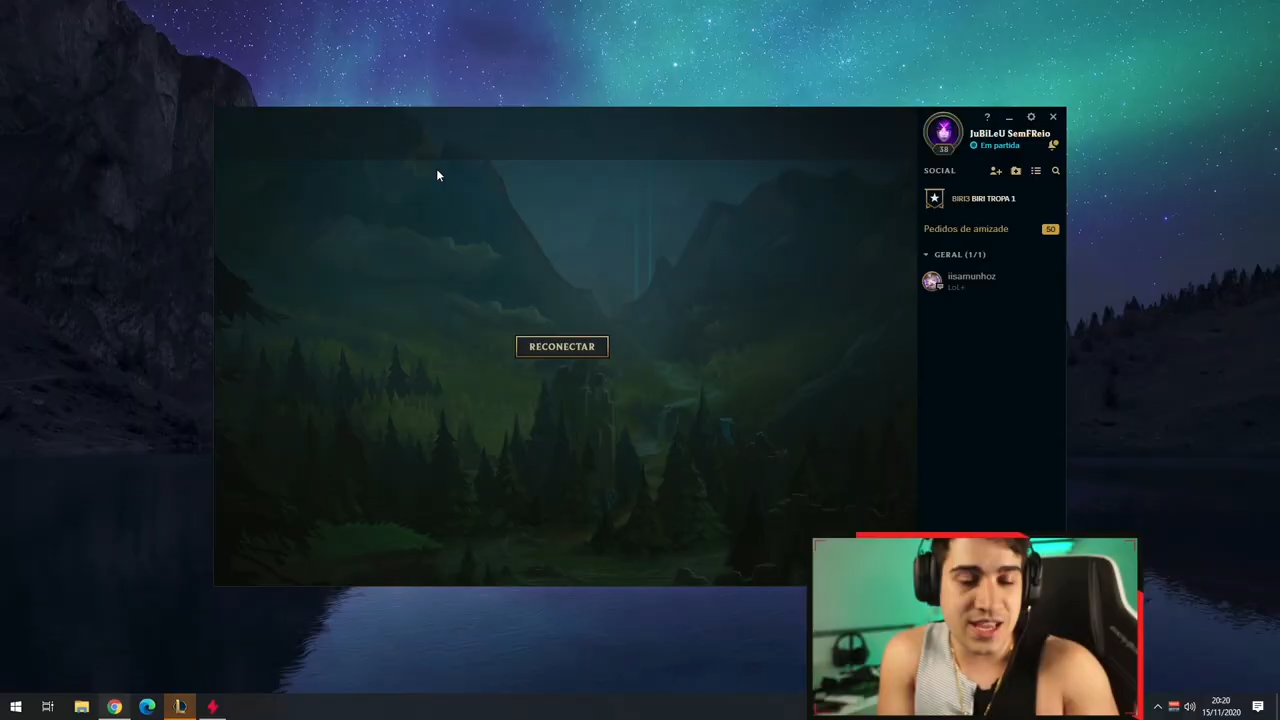 ?
JuBiLeU SemFReio
38
Em partida
SOCIAL
BIRI3 BIRI TROPA 1
Pedidos de amizade
50
GERAL (1/1)
iisamunhoz
LoL+
RECONECTAR
20:20
15/11/2020